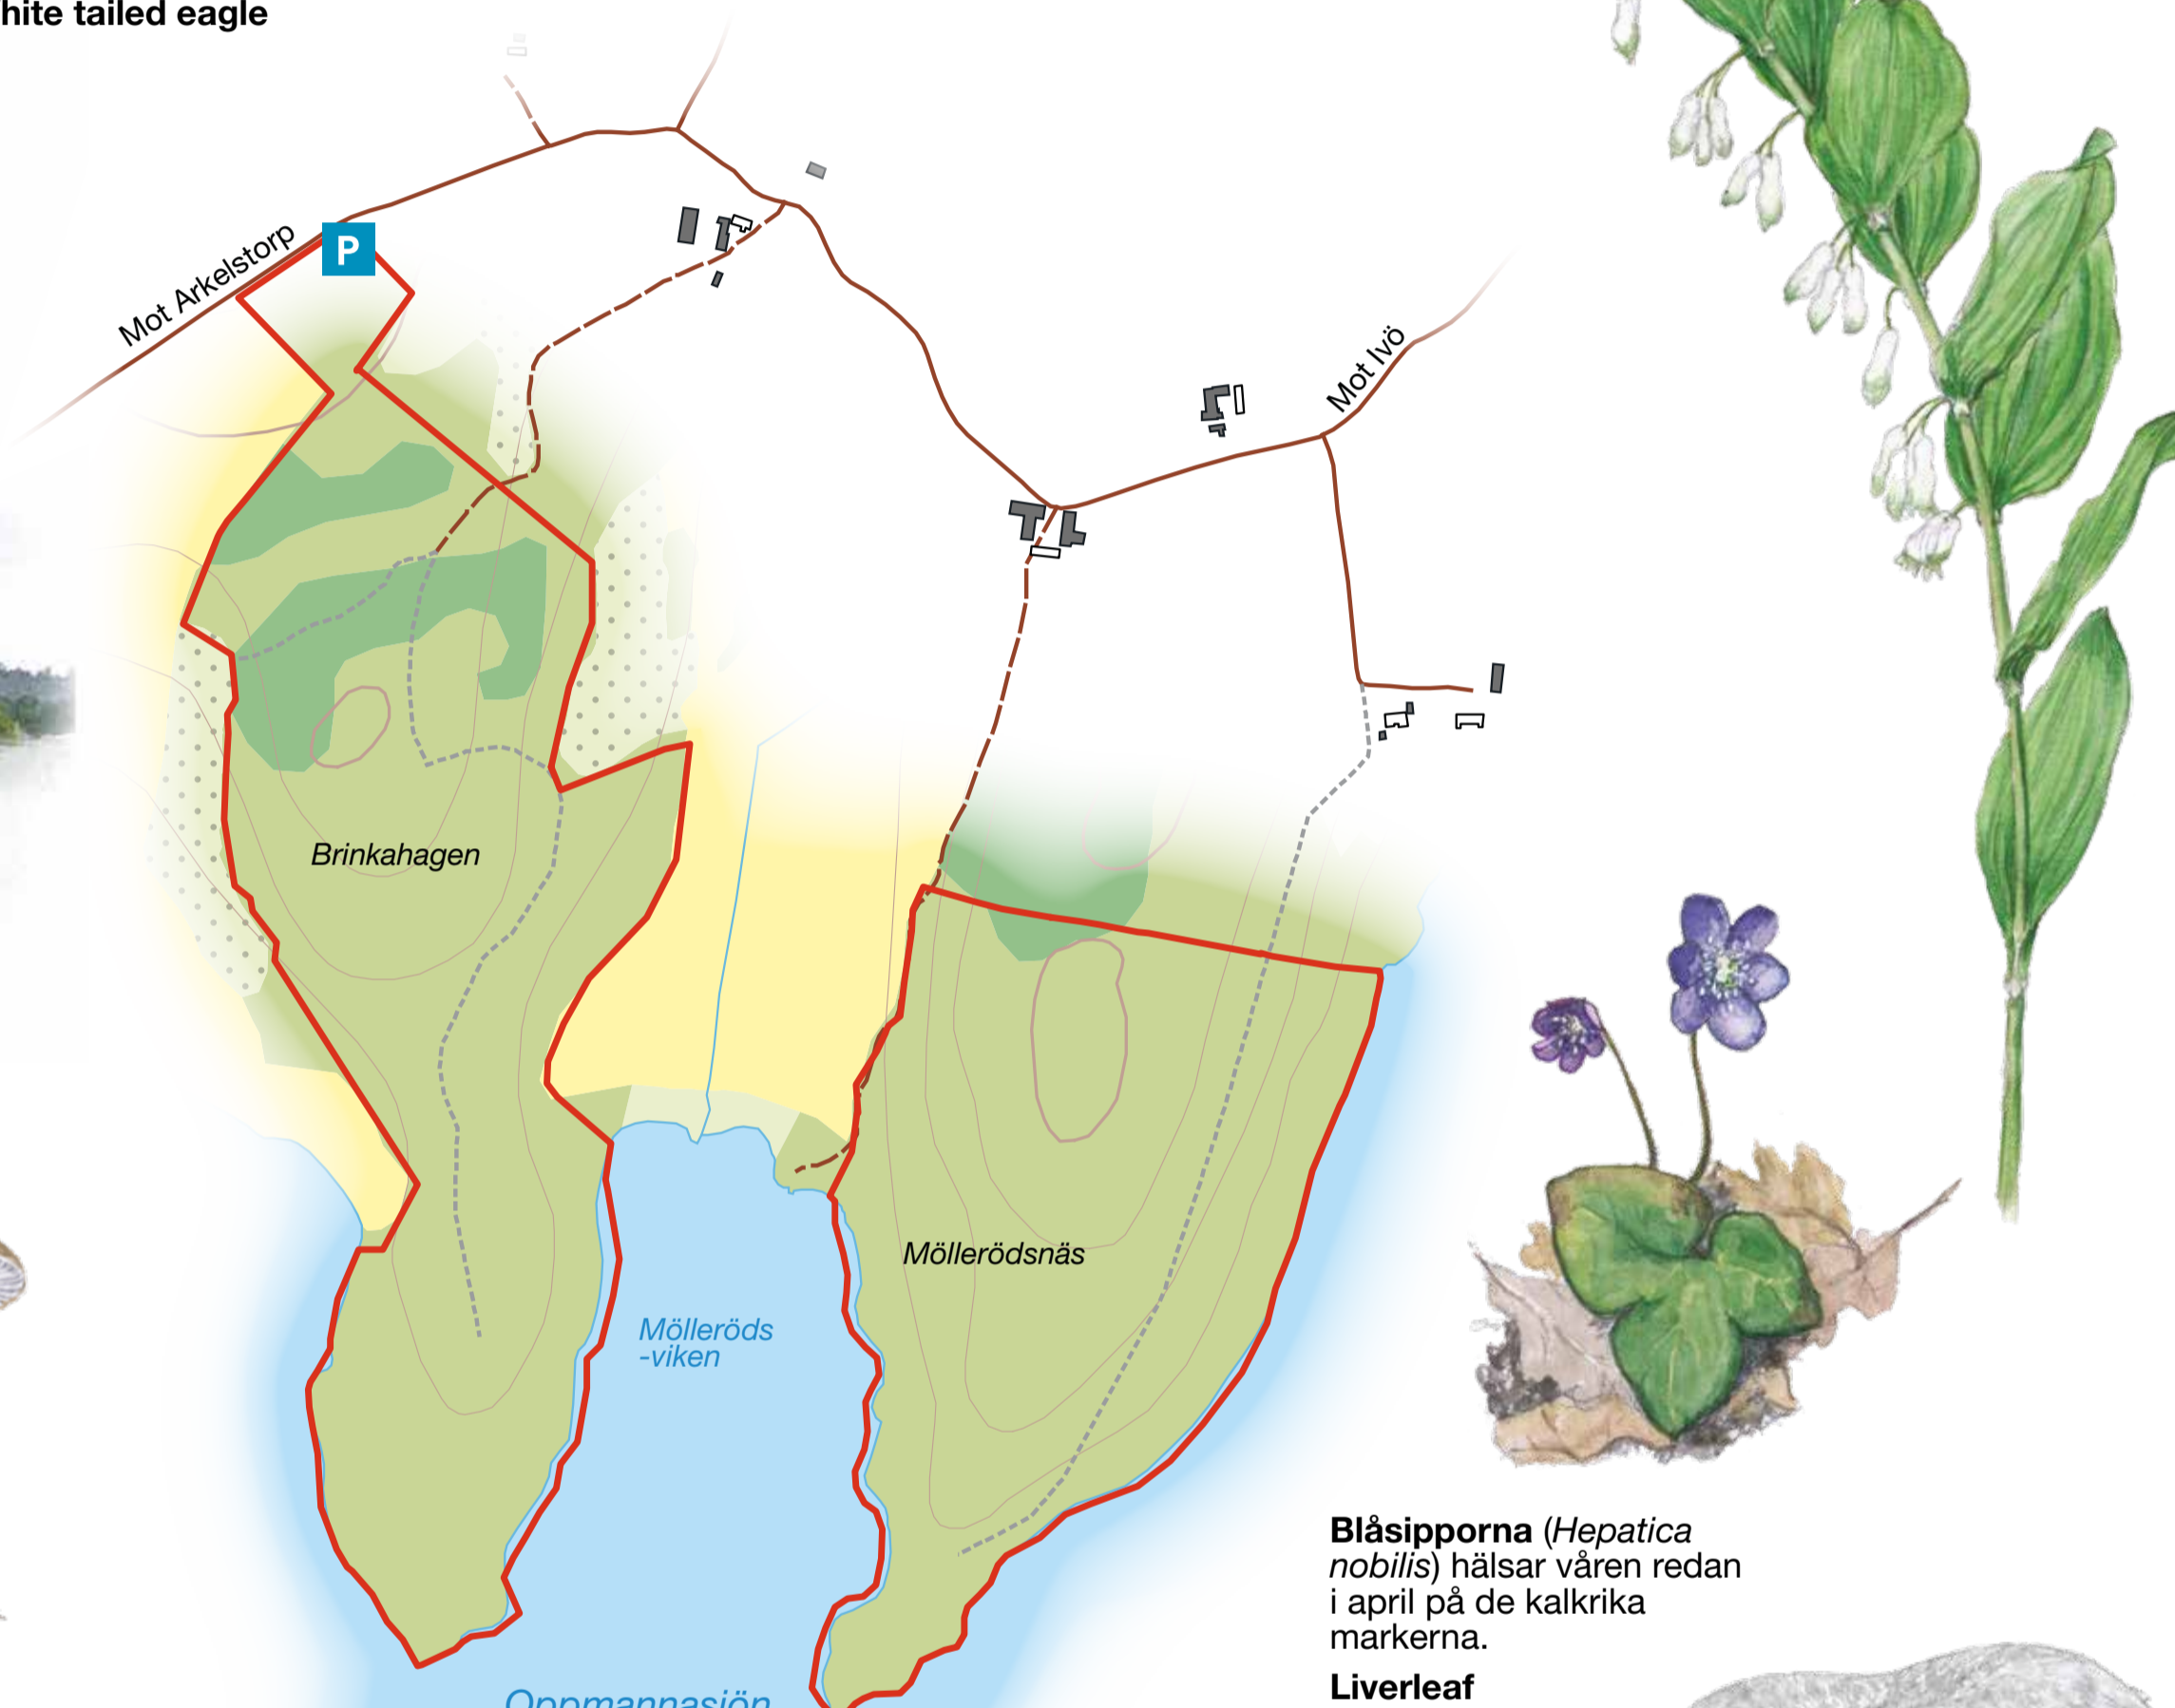 hite tailed eagle
P
Mot Arkelstorp
Mot Ivö
Brinkahagen
Möllerödsnäs
Mölleröds
-viken
Blåsipporna (Hepatica
nobilis) hälsar våren redan
i april på de kalkrika
markerna.
Liverleaf
Oppmannasjön